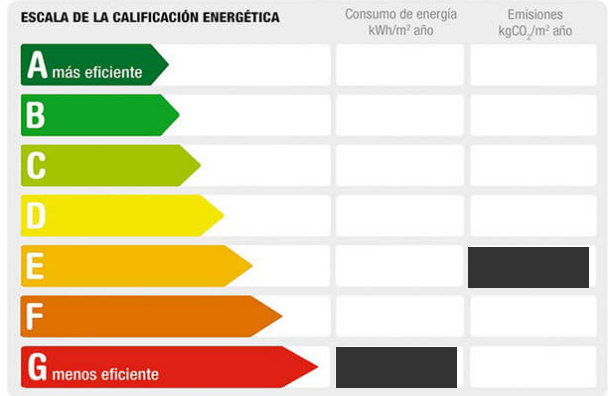 ESCALA DE LA CALIFICACIÓN ENERGÉTICA
Consumo de energía
kWh/m² año
Emisiones
kgCO₂/m² año
A más eficiente
B
C
D
E
F
G menos eficiente